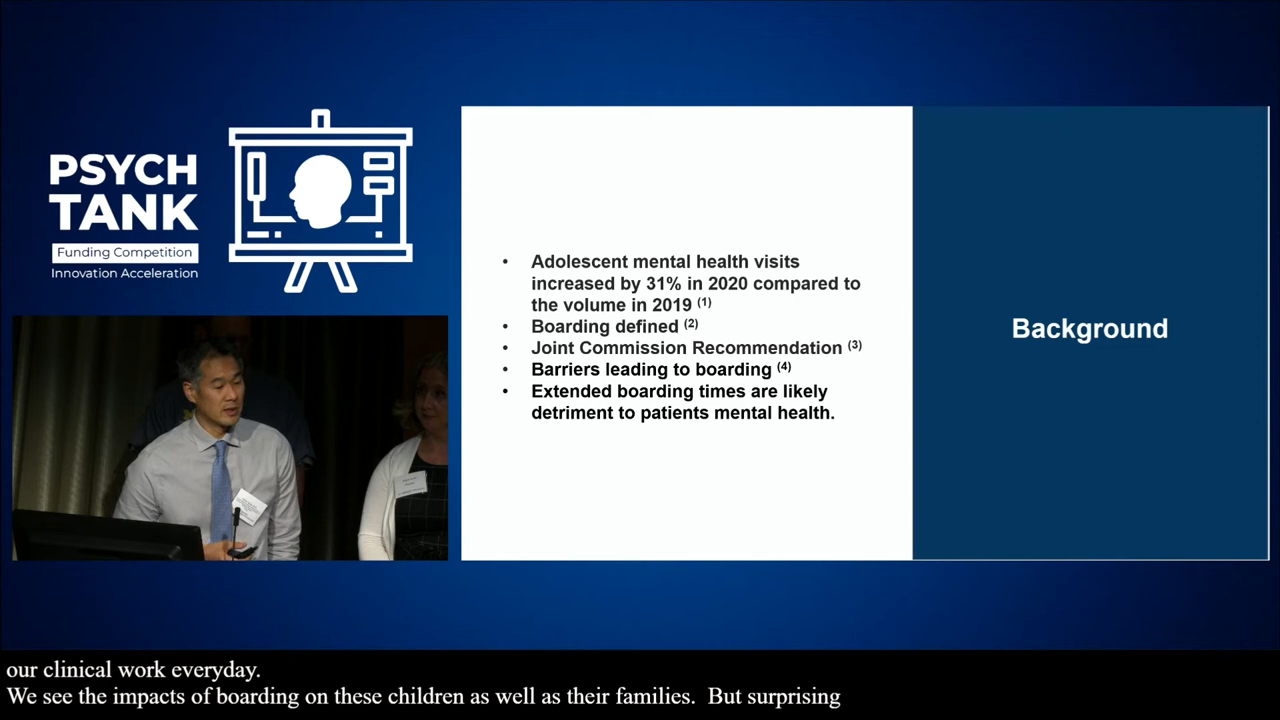 PSYCH
TANK
Funding Competition
Innovation Acceleration
• Adolescent mental health visits
increased by 31% in 2020 compared to
the volume in 2019 (1)
• Boarding defined (2)
• Joint Commission Recommendation (3)
• Barriers leading to boarding (4)
• Extended boarding times are likely
detriment to patients mental health.
Background
our clinical work everyday.
We see the impacts of boarding on these children as well as their families.  But surprising